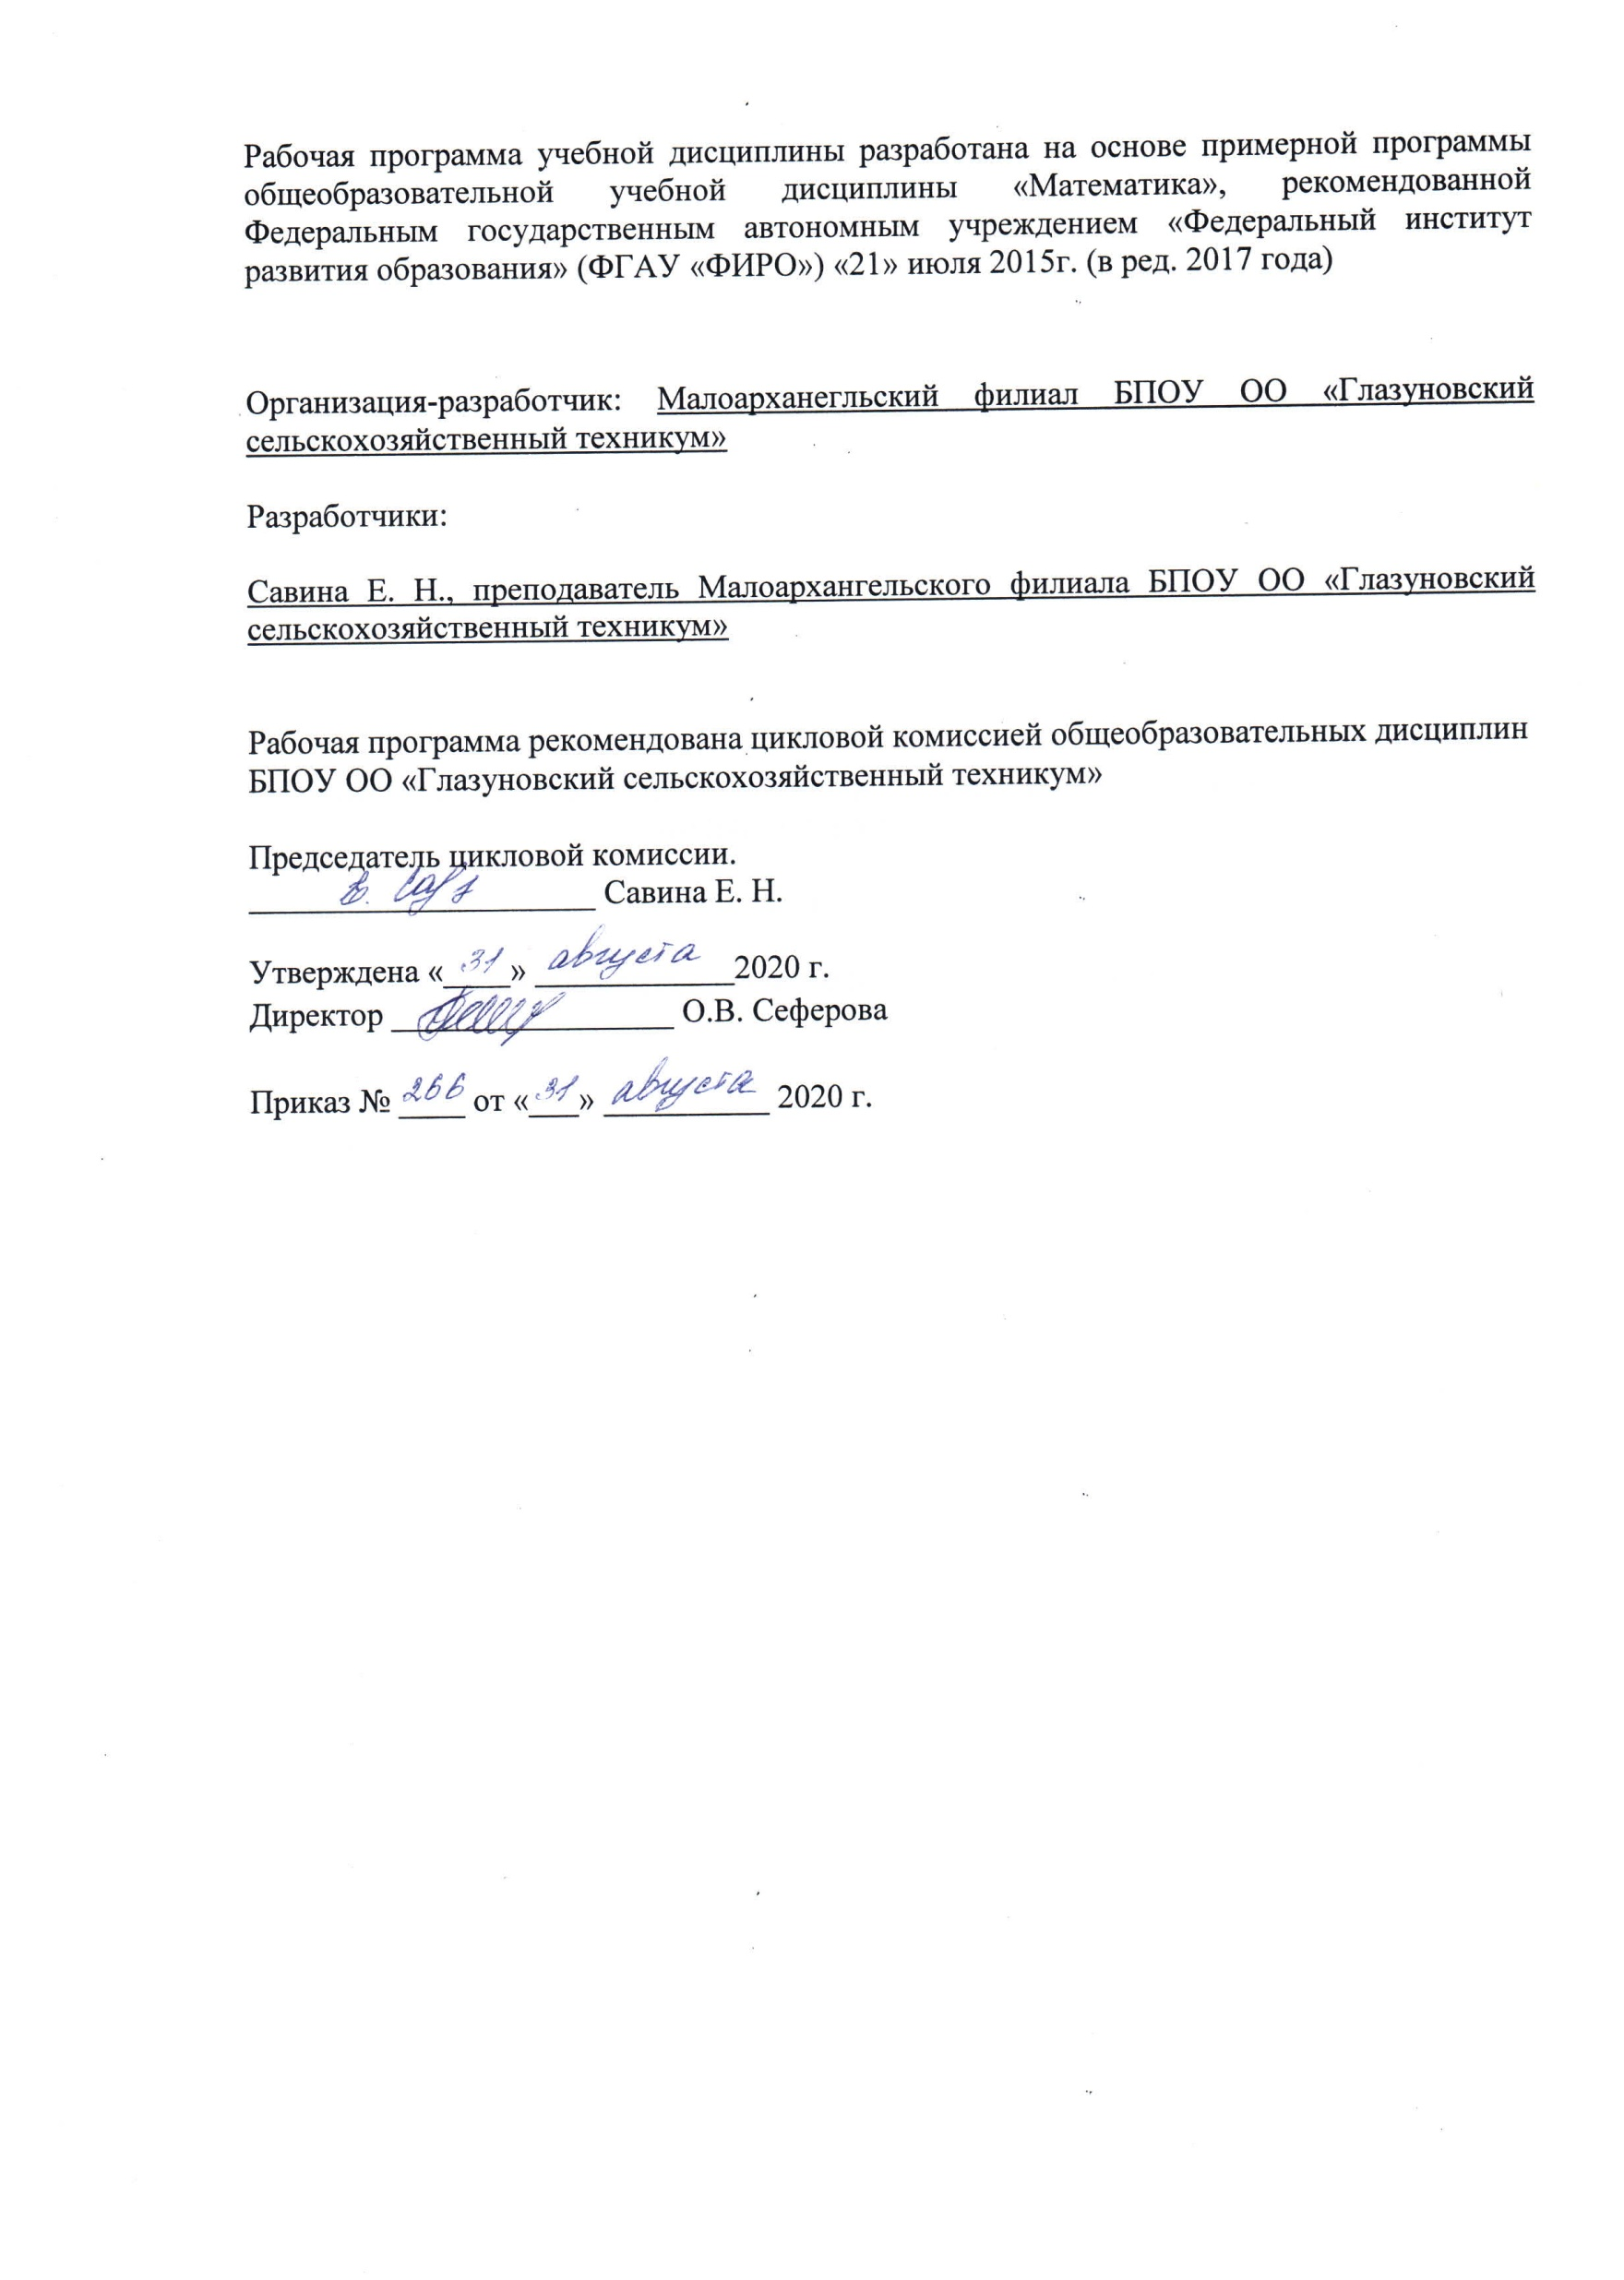 Рабочая программа учебной дисциплины разработана на основе примерной программы
общеобразовательной учебной дисциплины «Математика», рекомендованной
Федеральным государственным автономным учреждением «Федеральный институт
развития образования» (ФГАУ «ФИРО») «21» июля 2015г. (в ред. 2017 года)
Организация-разработчик: Малоарханегльский филиал БПОУ ОО «Глазуновский
сельскохозяйственный техникум»
Разработчики:
Савина Е. Н., преподаватель Малоархангельского филиала БПОУ ОО «Глазуновский
сельскохозяйственный техникум»
Рабочая программа рекомендована цикловой комиссией общеобразовательных дисциплин
БПОУ ОО «Глазуновский сельскохозяйственный техникум»
Председатель цикловой комиссии.
Савина Е. Н.
Утверждена «31» августа 2020 г.
Директор О.В. Сеферова
Приказ № 266 от «31» августа 2020 г.